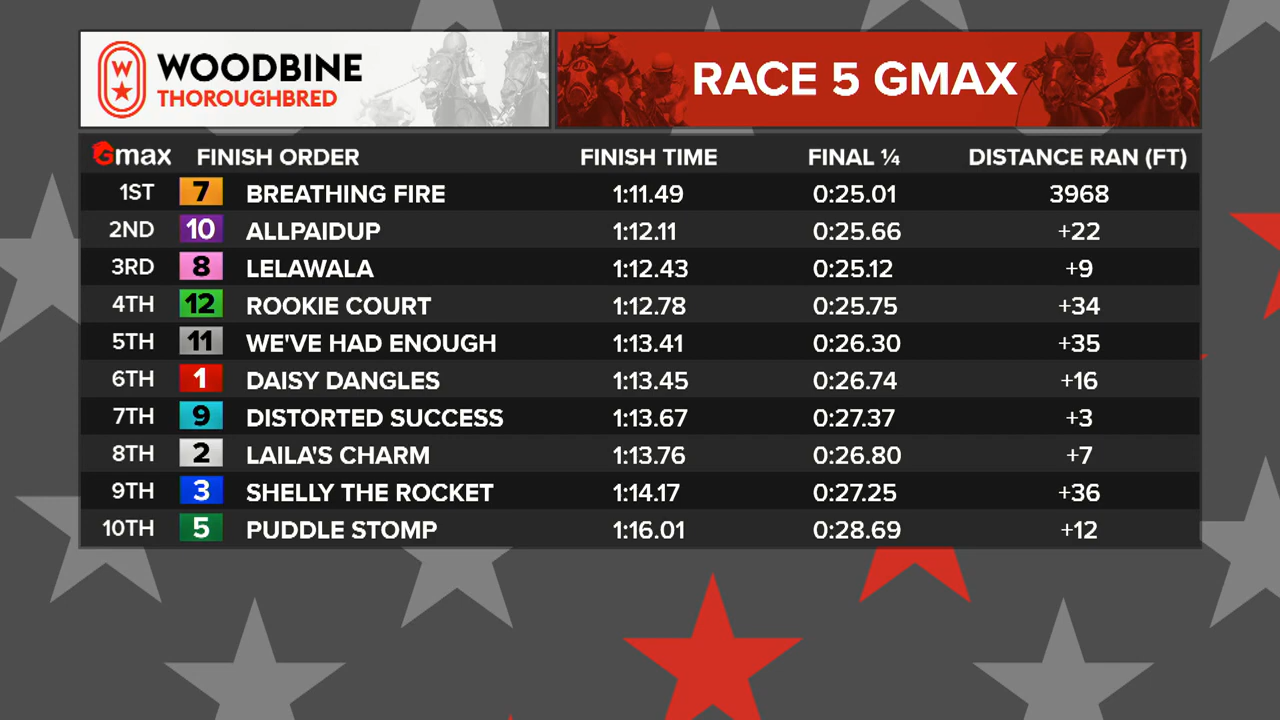 W
WOODBINE
THOROUGHBRED
RACE 5 GMAX
Gmax FINISH ORDER FINISH TIME FINAL ¼ DISTANCE RAN (FT)
1ST 7 BREATHING FIRE 1:11.49 0:25.01 3968
2ND 10 ALLPAIDUP 1:12.11 0:25.66 +22
3RD 8 LELAWALA 1:12.43 0:25.12 +9
4TH 12 ROOKIE COURT 1:12.78 0:25.75 +34
5TH 11 WE'VE HAD ENOUGH 1:13.41 0:26.30 +35
6TH 1 DAISY DANGLES 1:13.45 0:26.74 +16
7TH 9 DISTORTED SUCCESS 1:13.67 0:27.37 +3
8TH 2 LAILA'S CHARM 1:13.76 0:26.80 +7
9TH 3 SHELLY THE ROCKET 1:14.17 0:27.25 +36
10TH 5 PUDDLE STOMP 1:16.01 0:28.69 +12